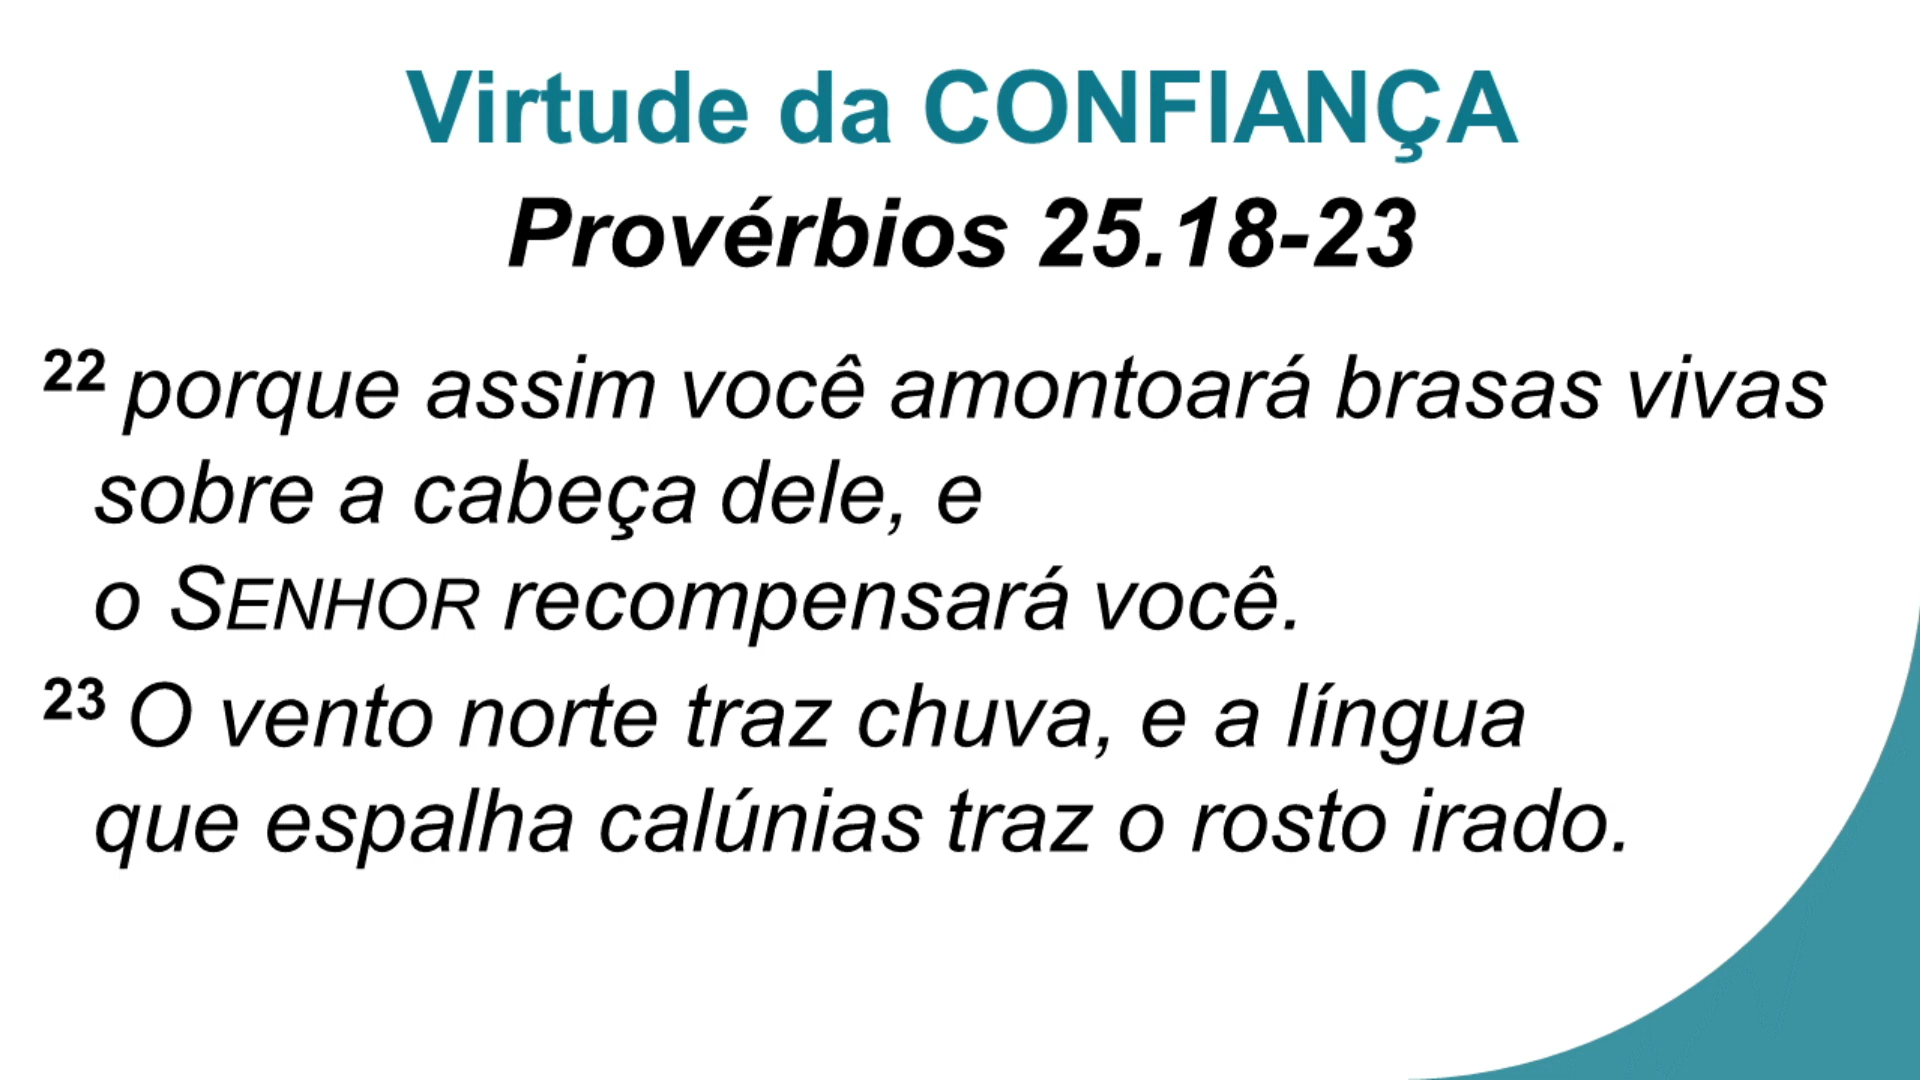 Virtude da CONFIANÇA
Provérbios 25.18-23
22 porque assim você amontoará brasas vivas
sobre a cabeça dele, e
o SENHOR recompensará você.
23 O vento norte traz chuva, e a língua
que espalha calúnias traz o rosto irado.